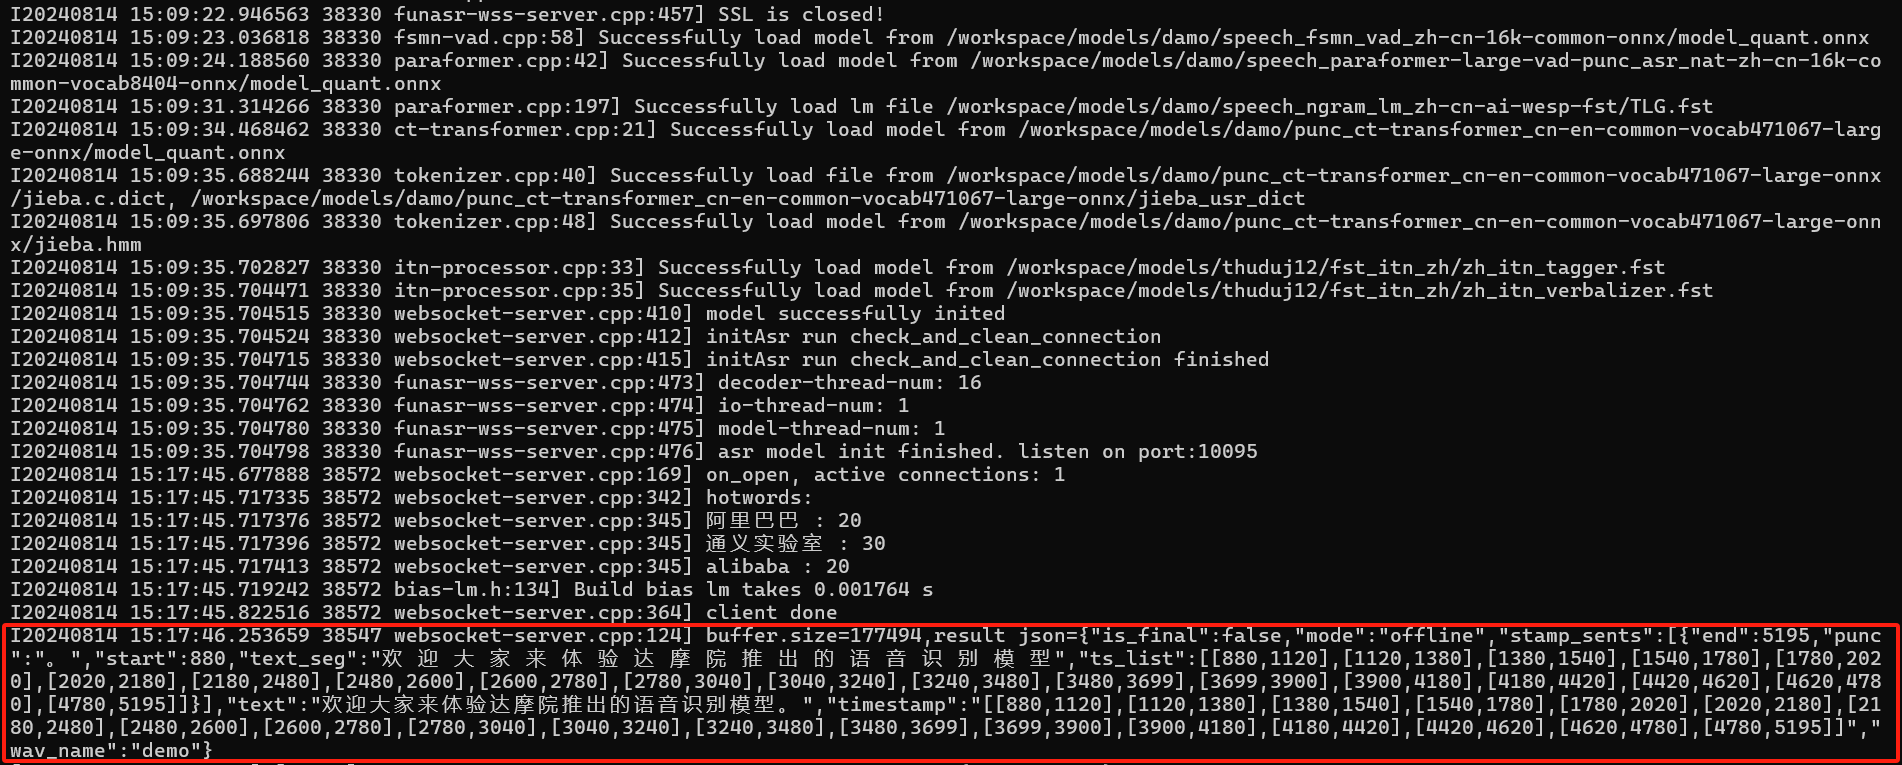 I20240814 15:09:22.946563 38330 funasr-wss-server.cpp:457] SSL is closed!
I20240814 15:09:23.036818 38330 fsmn-vad.cpp:58] Successfully load model from /workspace/models/damo/speech_fsmn_vad_zh-cn-16k-common-onnx/model_quant.onnx
I20240814 15:09:24.188560 38330 paraformer.cpp:42] Successfully load model from /workspace/models/damo/speech_paraformer-large-vad-punc_asr_nat-zh-cn-16k-co
mmon-vocab8404-onnx/model_quant.onnx
I20240814 15:09:31.314266 38330 paraformer.cpp:197] Successfully load lm file /workspace/models/damo/speech_ngram_lm_zh-cn-ai-wesp-fst/TLG.fst
I20240814 15:09:34.468462 38330 ct-transformer.cpp:21] Successfully load model from /workspace/models/damo/punc_ct-transformer_cn-en-common-vocab471067-larg
e-onnx/model_quant.onnx
I20240814 15:09:35.688244 38330 tokenizer.cpp:40] Successfully load file from /workspace/models/damo/punc_ct-transformer_cn-en-common-vocab471067-large-onnx
/jieba.c.dict, /workspace/models/damo/punc_ct-transformer_cn-en-common-vocab471067-large-onnx/jieba_usr_dict
I20240814 15:09:35.697806 38330 tokenizer.cpp:48] Successfully load model from /workspace/models/damo/punc_ct-transformer_cn-en-common-vocab471067-large-onn
x/jieba.hmm
I20240814 15:09:35.702827 38330 itn-processor.cpp:33] Successfully load model from /workspace/models/thuduj12/fst_itn_zh/zh_itn_tagger.fst
I20240814 15:09:35.704471 38330 itn-processor.cpp:35] Successfully load model from /workspace/models/thuduj12/fst_itn_zh/zh_itn_verbalizer.fst
I20240814 15:09:35.704515 38330 websocket-server.cpp:410] model successfully inited
I20240814 15:09:35.704524 38330 websocket-server.cpp:412] initAsr run check_and_clean_connection
I20240814 15:09:35.704715 38330 websocket-server.cpp:415] initAsr run check_and_clean_connection finished
I20240814 15:09:35.704744 38330 funasr-wss-server.cpp:473] decoder-thread-num: 16
I20240814 15:09:35.704762 38330 funasr-wss-server.cpp:474] io-thread-num: 1
I20240814 15:09:35.704780 38330 funasr-wss-server.cpp:475] model-thread-num: 1
I20240814 15:09:35.704798 38330 funasr-wss-server.cpp:476] asr model init finished. listen on port:10095
I20240814 15:17:45.677888 38572 websocket-server.cpp:169] on_open, active connections: 1
I20240814 15:17:45.717335 38572 websocket-server.cpp:342] hotwords:
I20240814 15:17:45.717376 38572 websocket-server.cpp:345] 阿里巴巴 : 20
I20240814 15:17:45.717396 38572 websocket-server.cpp:345] 通义实验室 : 30
I20240814 15:17:45.717413 38572 websocket-server.cpp:345] alibaba : 20
I20240814 15:17:45.719242 38572 bias-lm.h:134] Build bias lm takes 0.001764 s
I20240814 15:17:45.822516 38572 websocket-server.cpp:364] client done
I20240814 15:17:46.253659 38547 websocket-server.cpp:124] buffer.size=177494,result json={"is_final":false,"mode":"offline","stamp_sents":[{"end":5195,"punc
":"。","start":880,"text_seg":"欢 迎 大 家 来 体 验 达 摩 院 推 出 的 语 音 识 别 模 型","ts_list":[[880,1120],[1120,1380],[1380,1540],[1540,1780],[1780,202
0],[2020,2180],[2180,2480],[2480,2600],[2600,2780],[2780,3040],[3040,3240],[3240,3480],[3480,3699],[3699,3900],[3900,4180],[4180,4420],[4420,4620],[4620,478
0],[4780,5195]]}],"text":"欢迎大家来体验达摩院推出的语音识别模型。","timestamp":"[[880,1120],[1120,1380],[1380,1540],[1540,1780],[1780,2020],[2020,2180],[21
80,2480],[2480,2600],[2600,2780],[2780,3040],[3040,3240],[3240,3480],[3480,3699],[3699,3900],[3900,4180],[4180,4420],[4420,4620],[4620,4780],[4780,5195]]","
wav_name":"demo"}